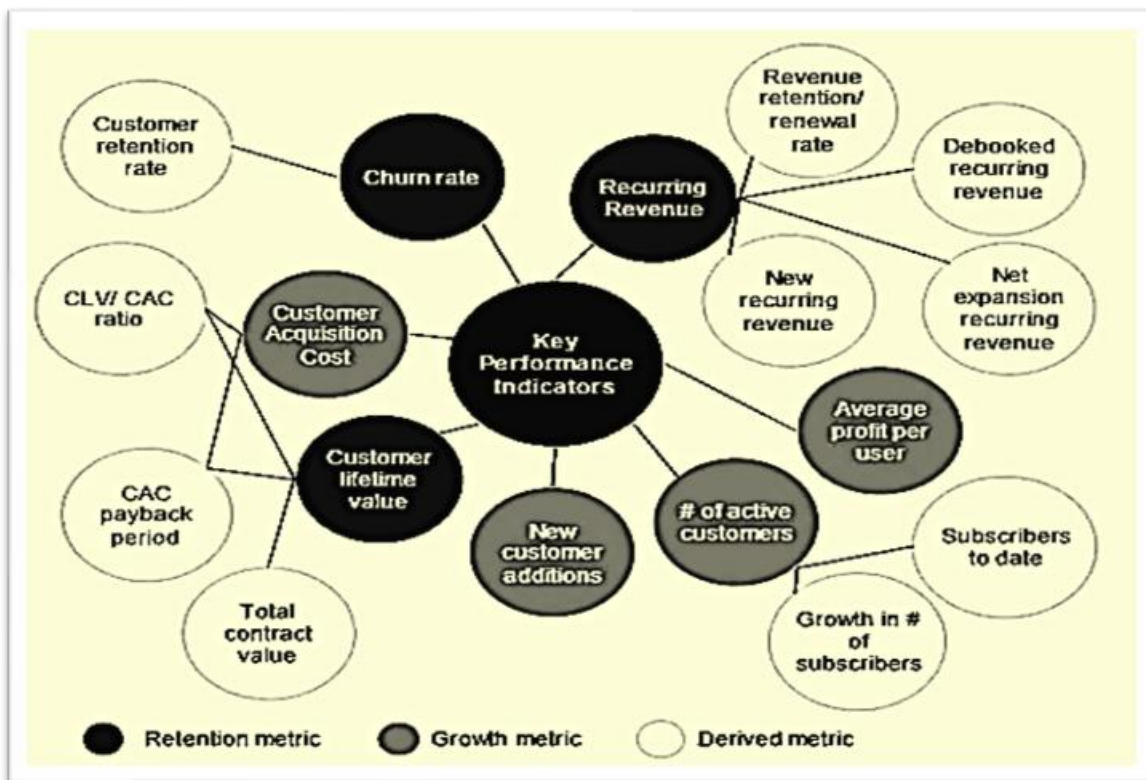 Customer
retention
rate
Churn rate
Recurring
Revenue
Revenue
retention/
renewal
rate
Debooked
recurring
revenue
New
recurring
revenue
Net
expansion
recurring
revenue
CLV/ CAC
ratio
Customer
Acquisition
Cost
Key
Performance
Indicators
Average
profit per
user
CAC
payback
period
Customer
lifetime
value
New
customer
additions
# of active
customers
Subscribers
to date
Total
contract
value
Growth in #
of
subscribers
Retention metric
Growth metric
Derived metric